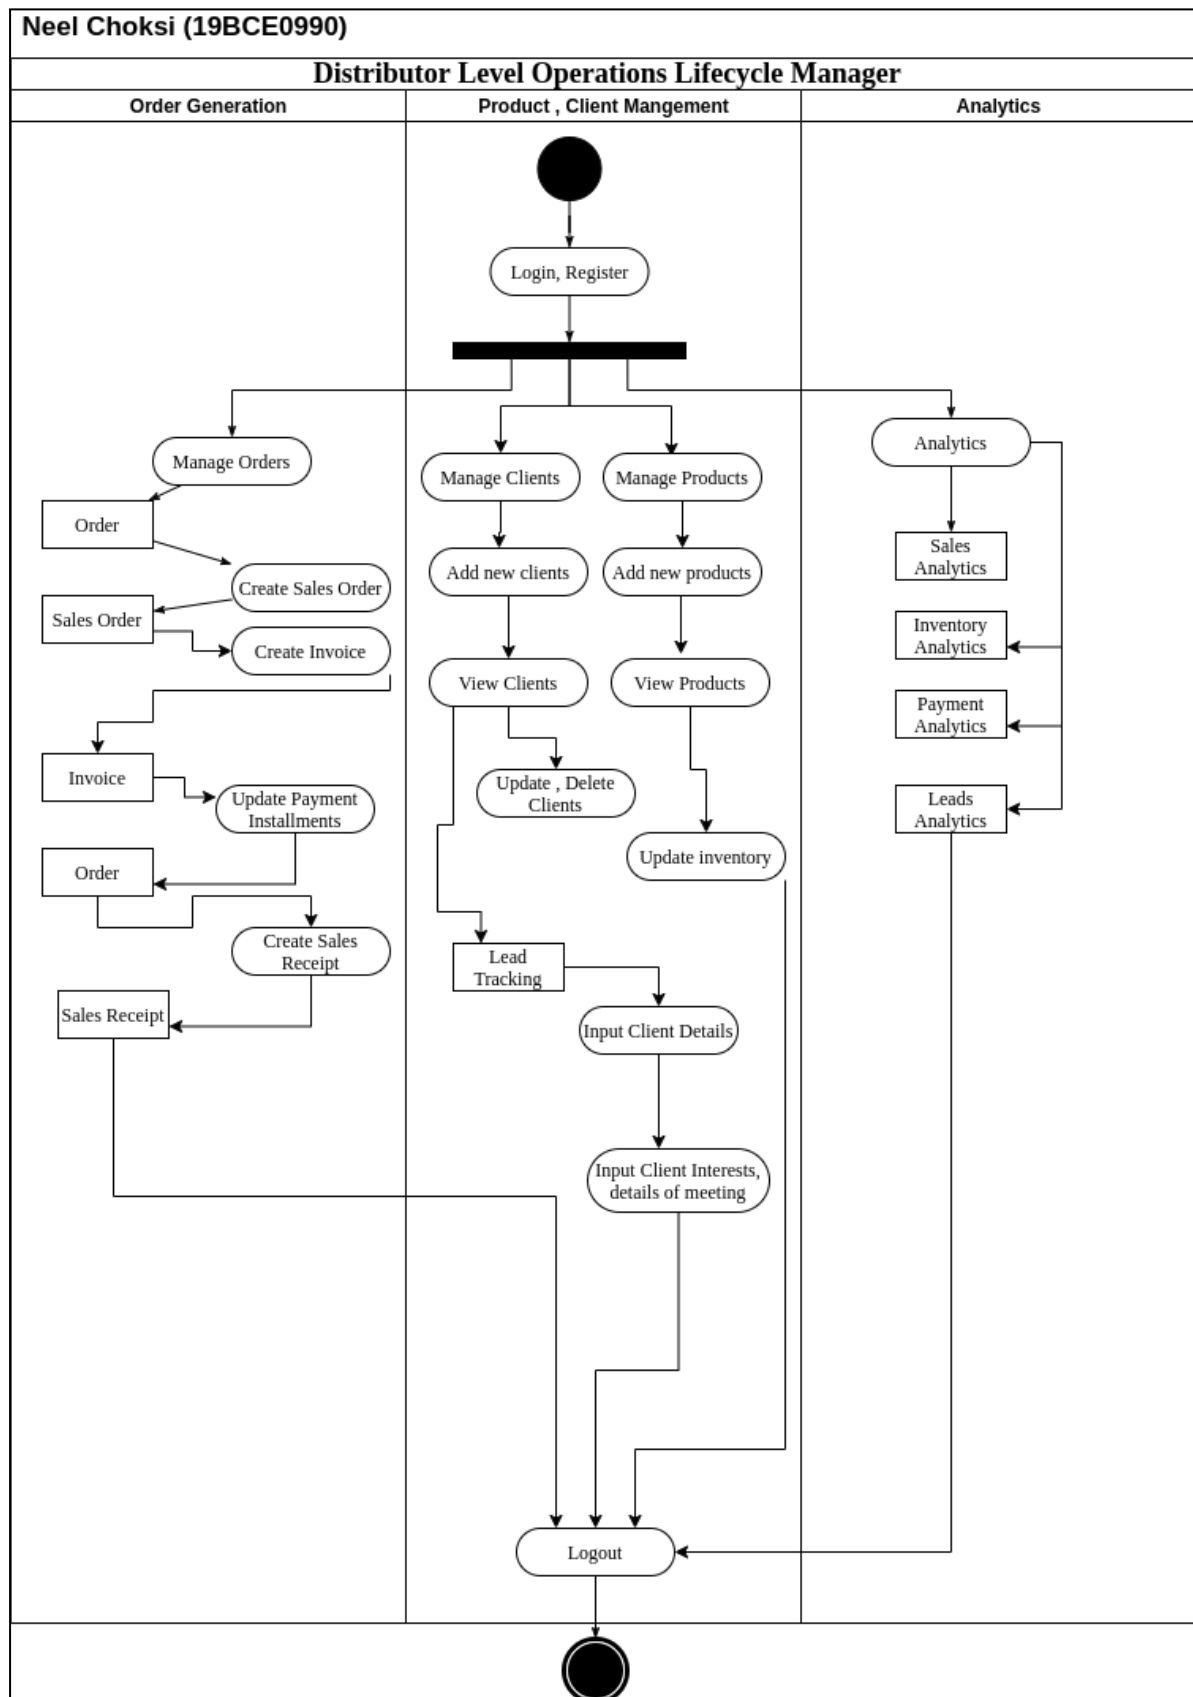 Neel Choksi (19BCE0990)
Distributor Level Operations Lifecycle Manager
Order Generation
Product , Client Mangement
Analytics
Login, Register
Manage Orders
Order
Create Sales Order
Sales Order
Create Invoice
Invoice
Update Payment
Installments
Order
Create Sales
Receipt
Sales Receipt
Manage Clients
Manage Products
Add new clients
Add new products
View Clients
View Products
Update , Delete
Clients
Update inventory
Lead
Tracking
Input Client Details
Input Client Interests,
details of meeting
Analytics
Sales
Analytics
Inventory
Analytics
Payment
Analytics
Leads
Analytics
Logout